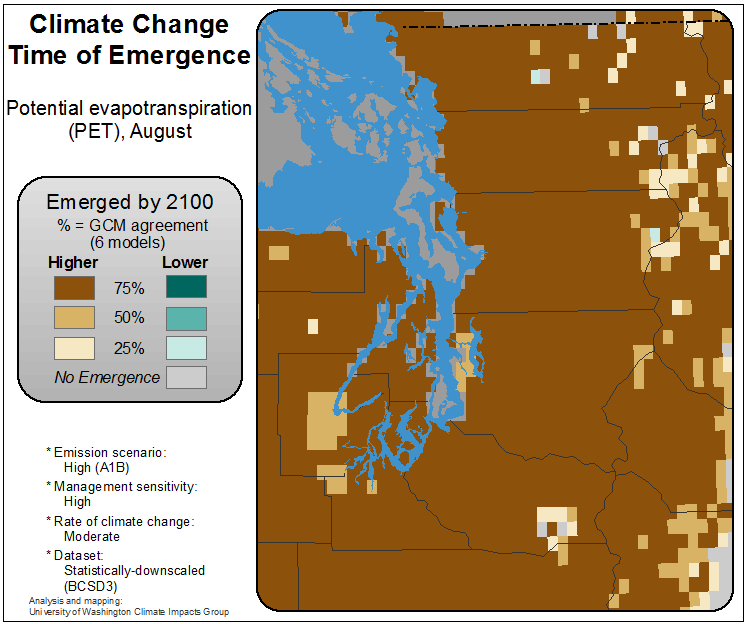 Climate Change
Time of Emergence
Potential evapotranspiration
(PET), August
Emerged by 2100
% = GCM agreement
(6 models)
Higher Lower
75%
50%
25%
No Emergence
* Emission scenario:
High (A1B)
* Management sensitivity:
High
* Rate of climate change:
Moderate
* Dataset:
Statistically-downscaled
(BCSD3)
Analysis and mapping:
University of Washington Climate Impacts Group